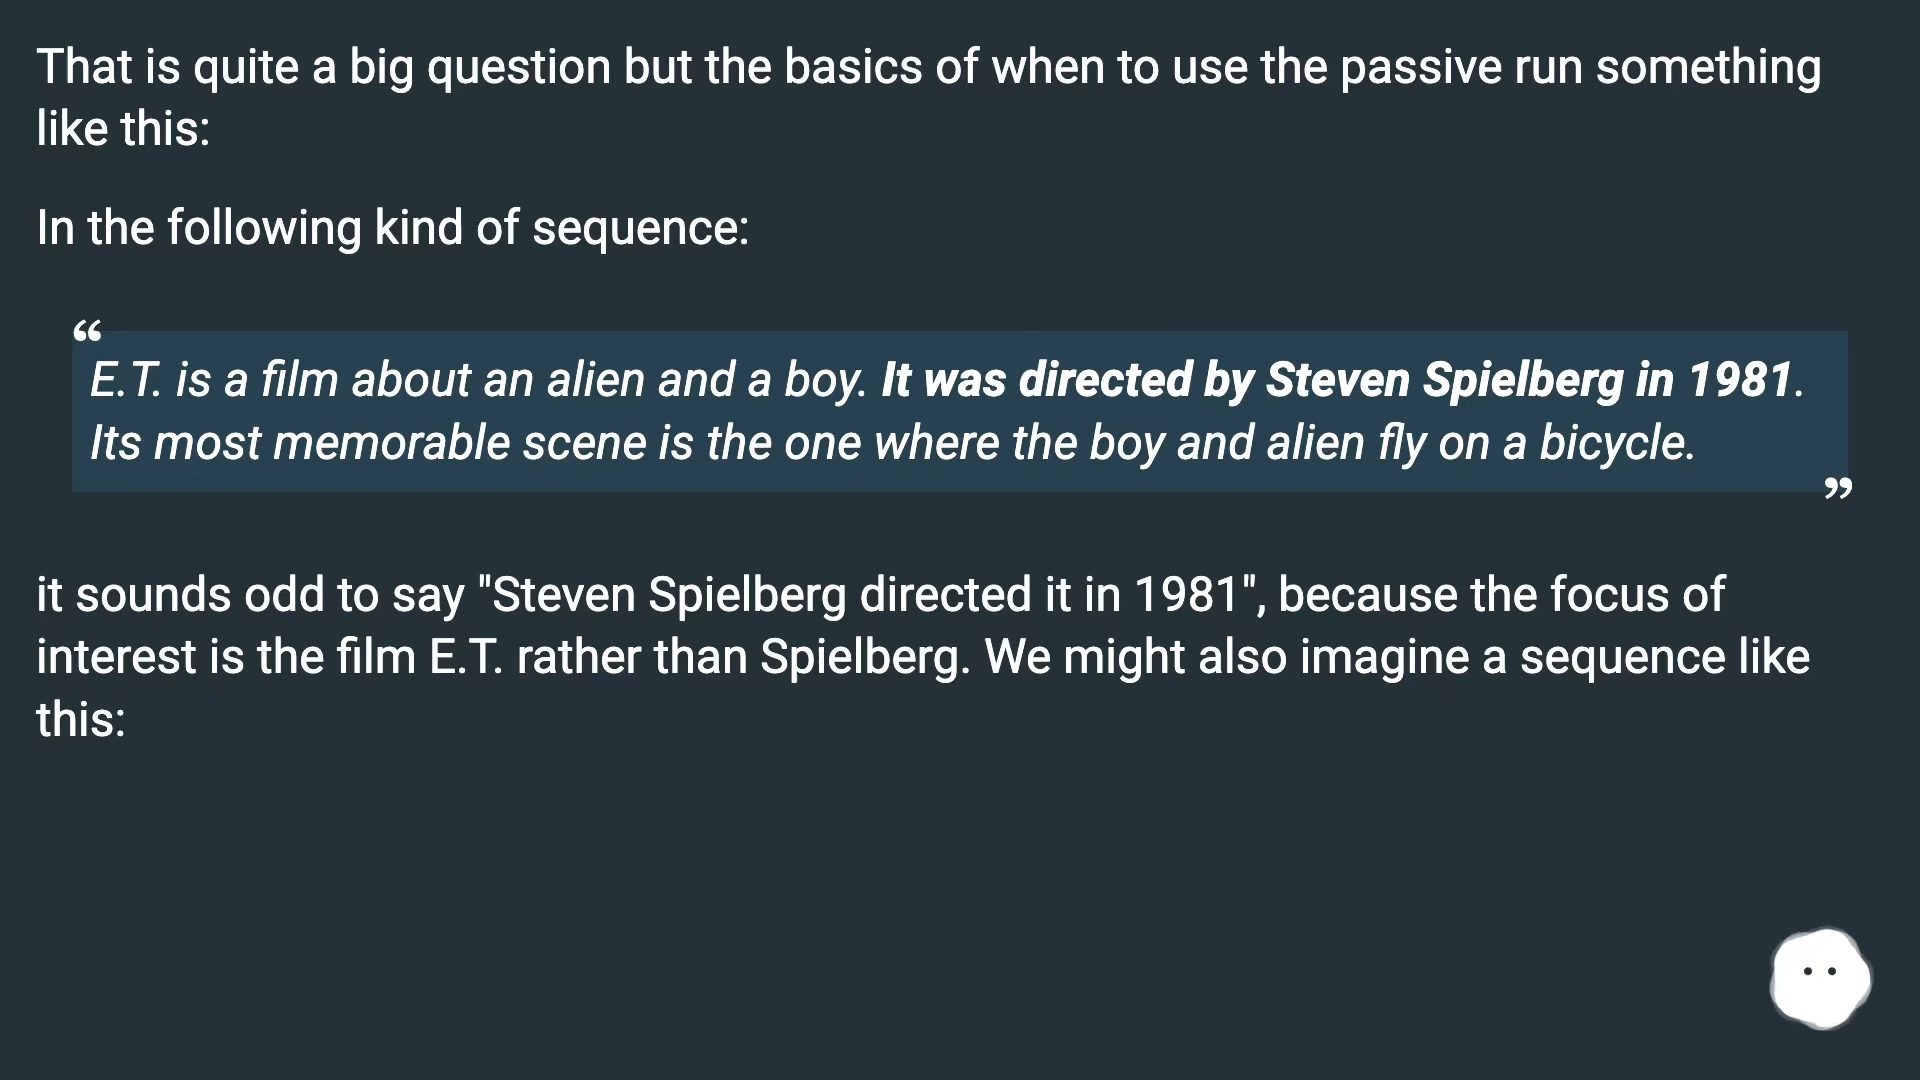 That is quite a big question but the basics of when to use the passive run something
like this:
In the following kind of sequence:
“
E.T. is a film about an alien and a boy. It was directed by Steven Spielberg in 1981.
Its most memorable scene is the one where the boy and alien fly on a bicycle.
”
it sounds odd to say "Steven Spielberg directed it in 1981", because the focus of
interest is the film E.T. rather than Spielberg. We might also imagine a sequence like
this: